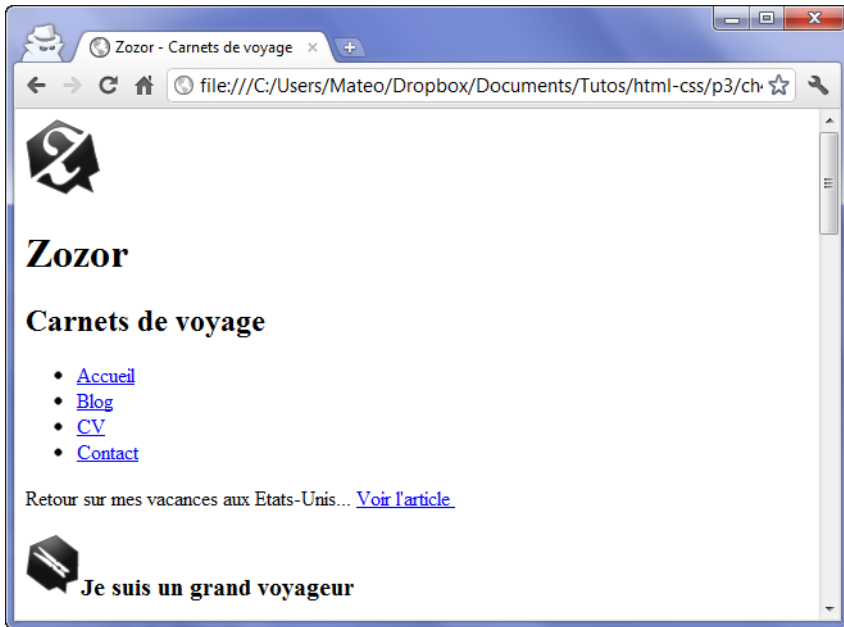 Zozor - Carnets de voyage
file:///C:/Users/Mateo/Dropbox/Documents/Tutos/html-css/p3/ch
Zozor
Carnets de voyage
Accueil
Blog
CV
Contact
Retour sur mes vacances aux Etats-Unis... Voir l'article
Je suis un grand voyageur